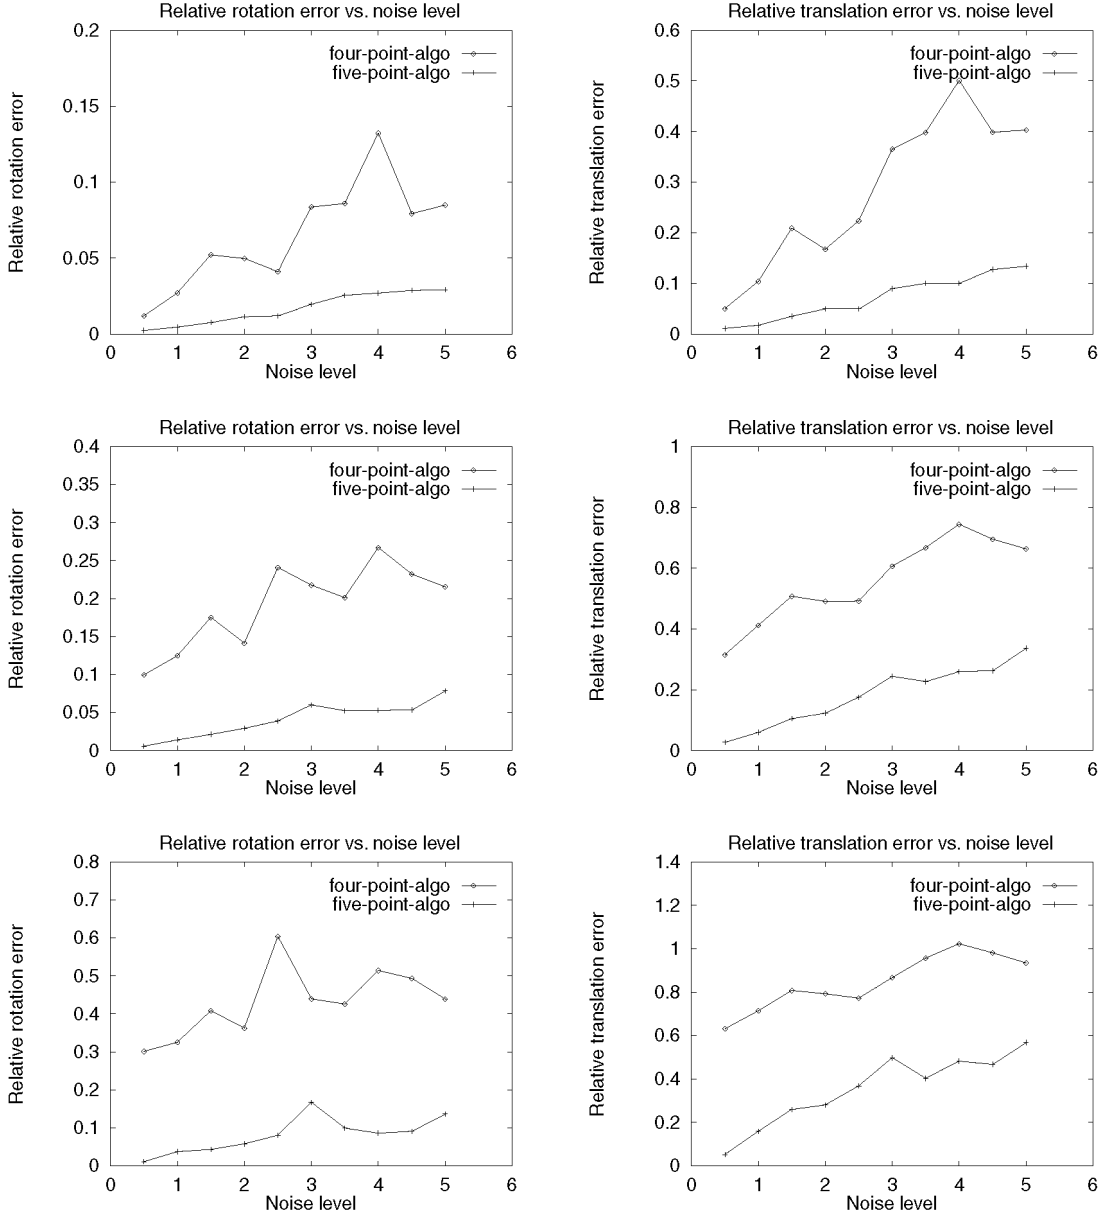 Relative rotation error vs. noise level
0.2
0.15
0.1
0.05
0
0 1 2 3 4 5 6
Relative rotation error
Noise level
four-point-algo
five-point-algo
Relative translation error vs. noise level
0.6
0.5
0.4
0.3
0.2
0.1
0
0 1 2 3 4 5 6
Relative translation error
Noise level
four-point-algo
five-point-algo
Relative rotation error vs. noise level
0.4
0.35
0.3
0.25
0.2
0.15
0.1
0.05
0
0 1 2 3 4 5 6
Relative rotation error
Noise level
four-point-algo
five-point-algo
Relative translation error vs. noise level
1
0.8
0.6
0.4
0.2
0
0 1 2 3 4 5 6
Relative translation error
Noise level
four-point-algo
five-point-algo
Relative rotation error vs. noise level
0.8
0.7
0.6
0.5
0.4
0.3
0.2
0.1
0
0 1 2 3 4 5 6
Relative rotation error
Noise level
four-point-algo
five-point-algo
Relative translation error vs. noise level
1.4
1.2
1
0.8
0.6
0.4
0.2
0
0 1 2 3 4 5 6
Relative translation error
Noise level
four-point-algo
five-point-algo